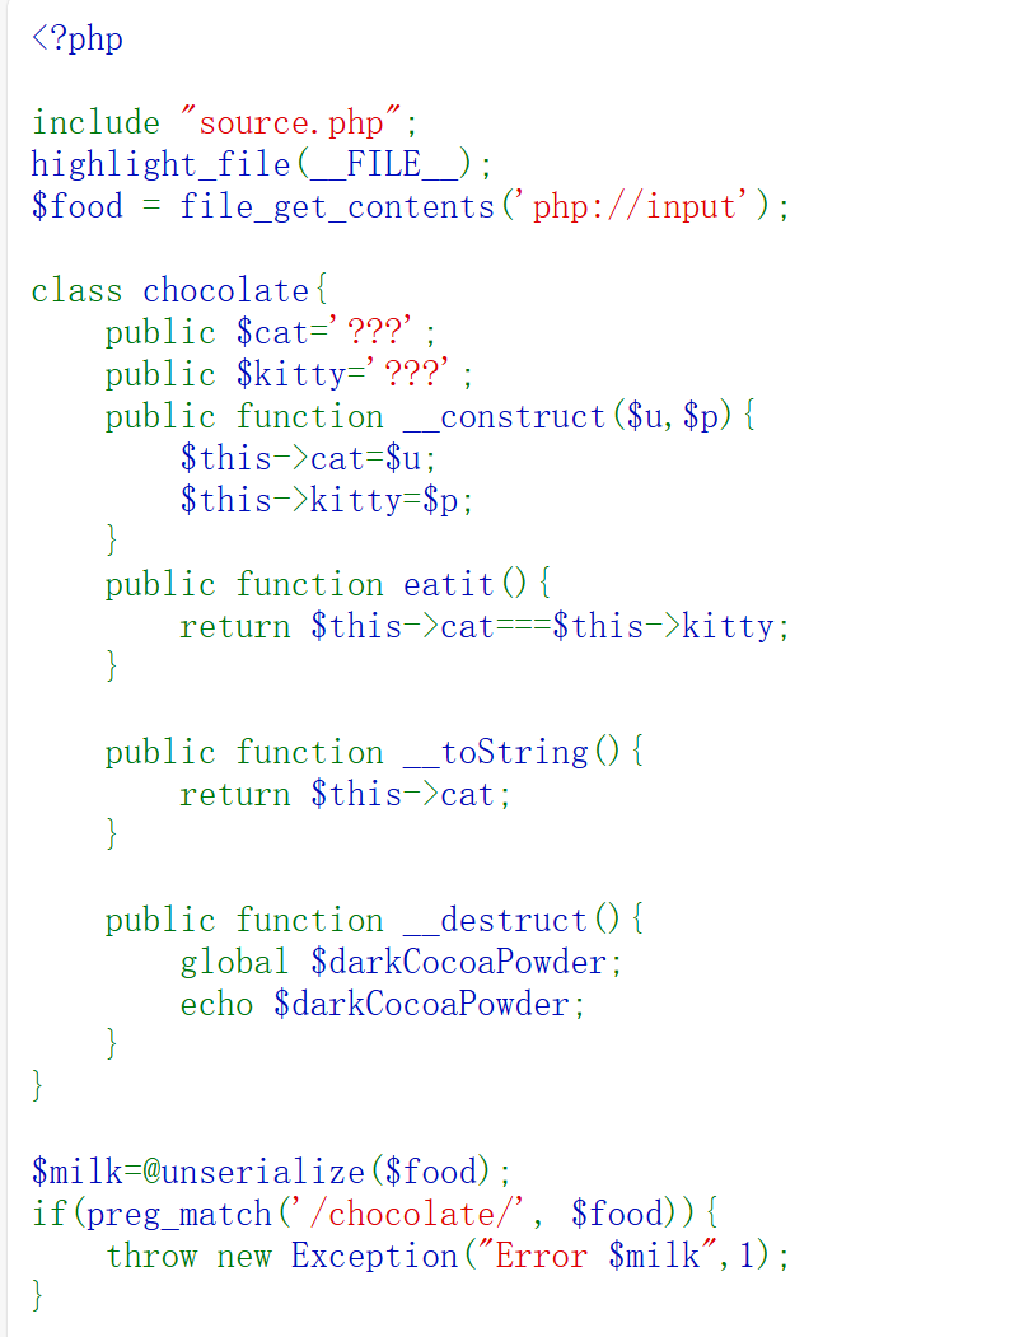 <?php
include "source.php";
highlight_file(__FILE__);
$food = file_get_contents('php://input');
class chocolate{
    public $cat='???';
    public $kitty='???';
    public function __construct($u,$p){
        $this->cat=$u;
        $this->kitty=$p;
    }
    public function eatit(){
        return $this->cat===$this->kitty;
    }
    public function __toString(){
        return $this->cat;
    }
    public function __destruct(){
        global $darkCocoaPowder;
        echo $darkCocoaPowder;
    }
}
$milk=@unserialize($food);
if(preg_match('/chocolate/', $food)){
    throw new Exception("Error $milk",1);
}